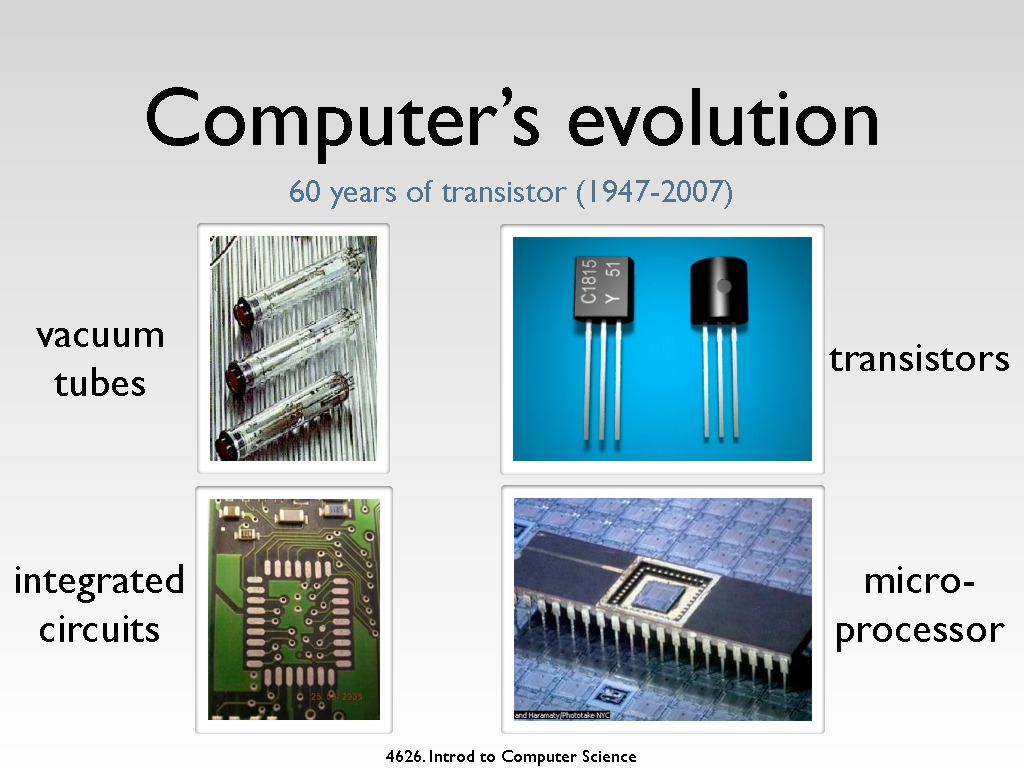 Computer's evolution
60 years of transistor (1947-2007)
vacuum
tubes
C1815
Y 51
transistors
integrated
circuits
micro-
processor
and Haramaty/Phototake NYC
4626. Introd to Computer Science